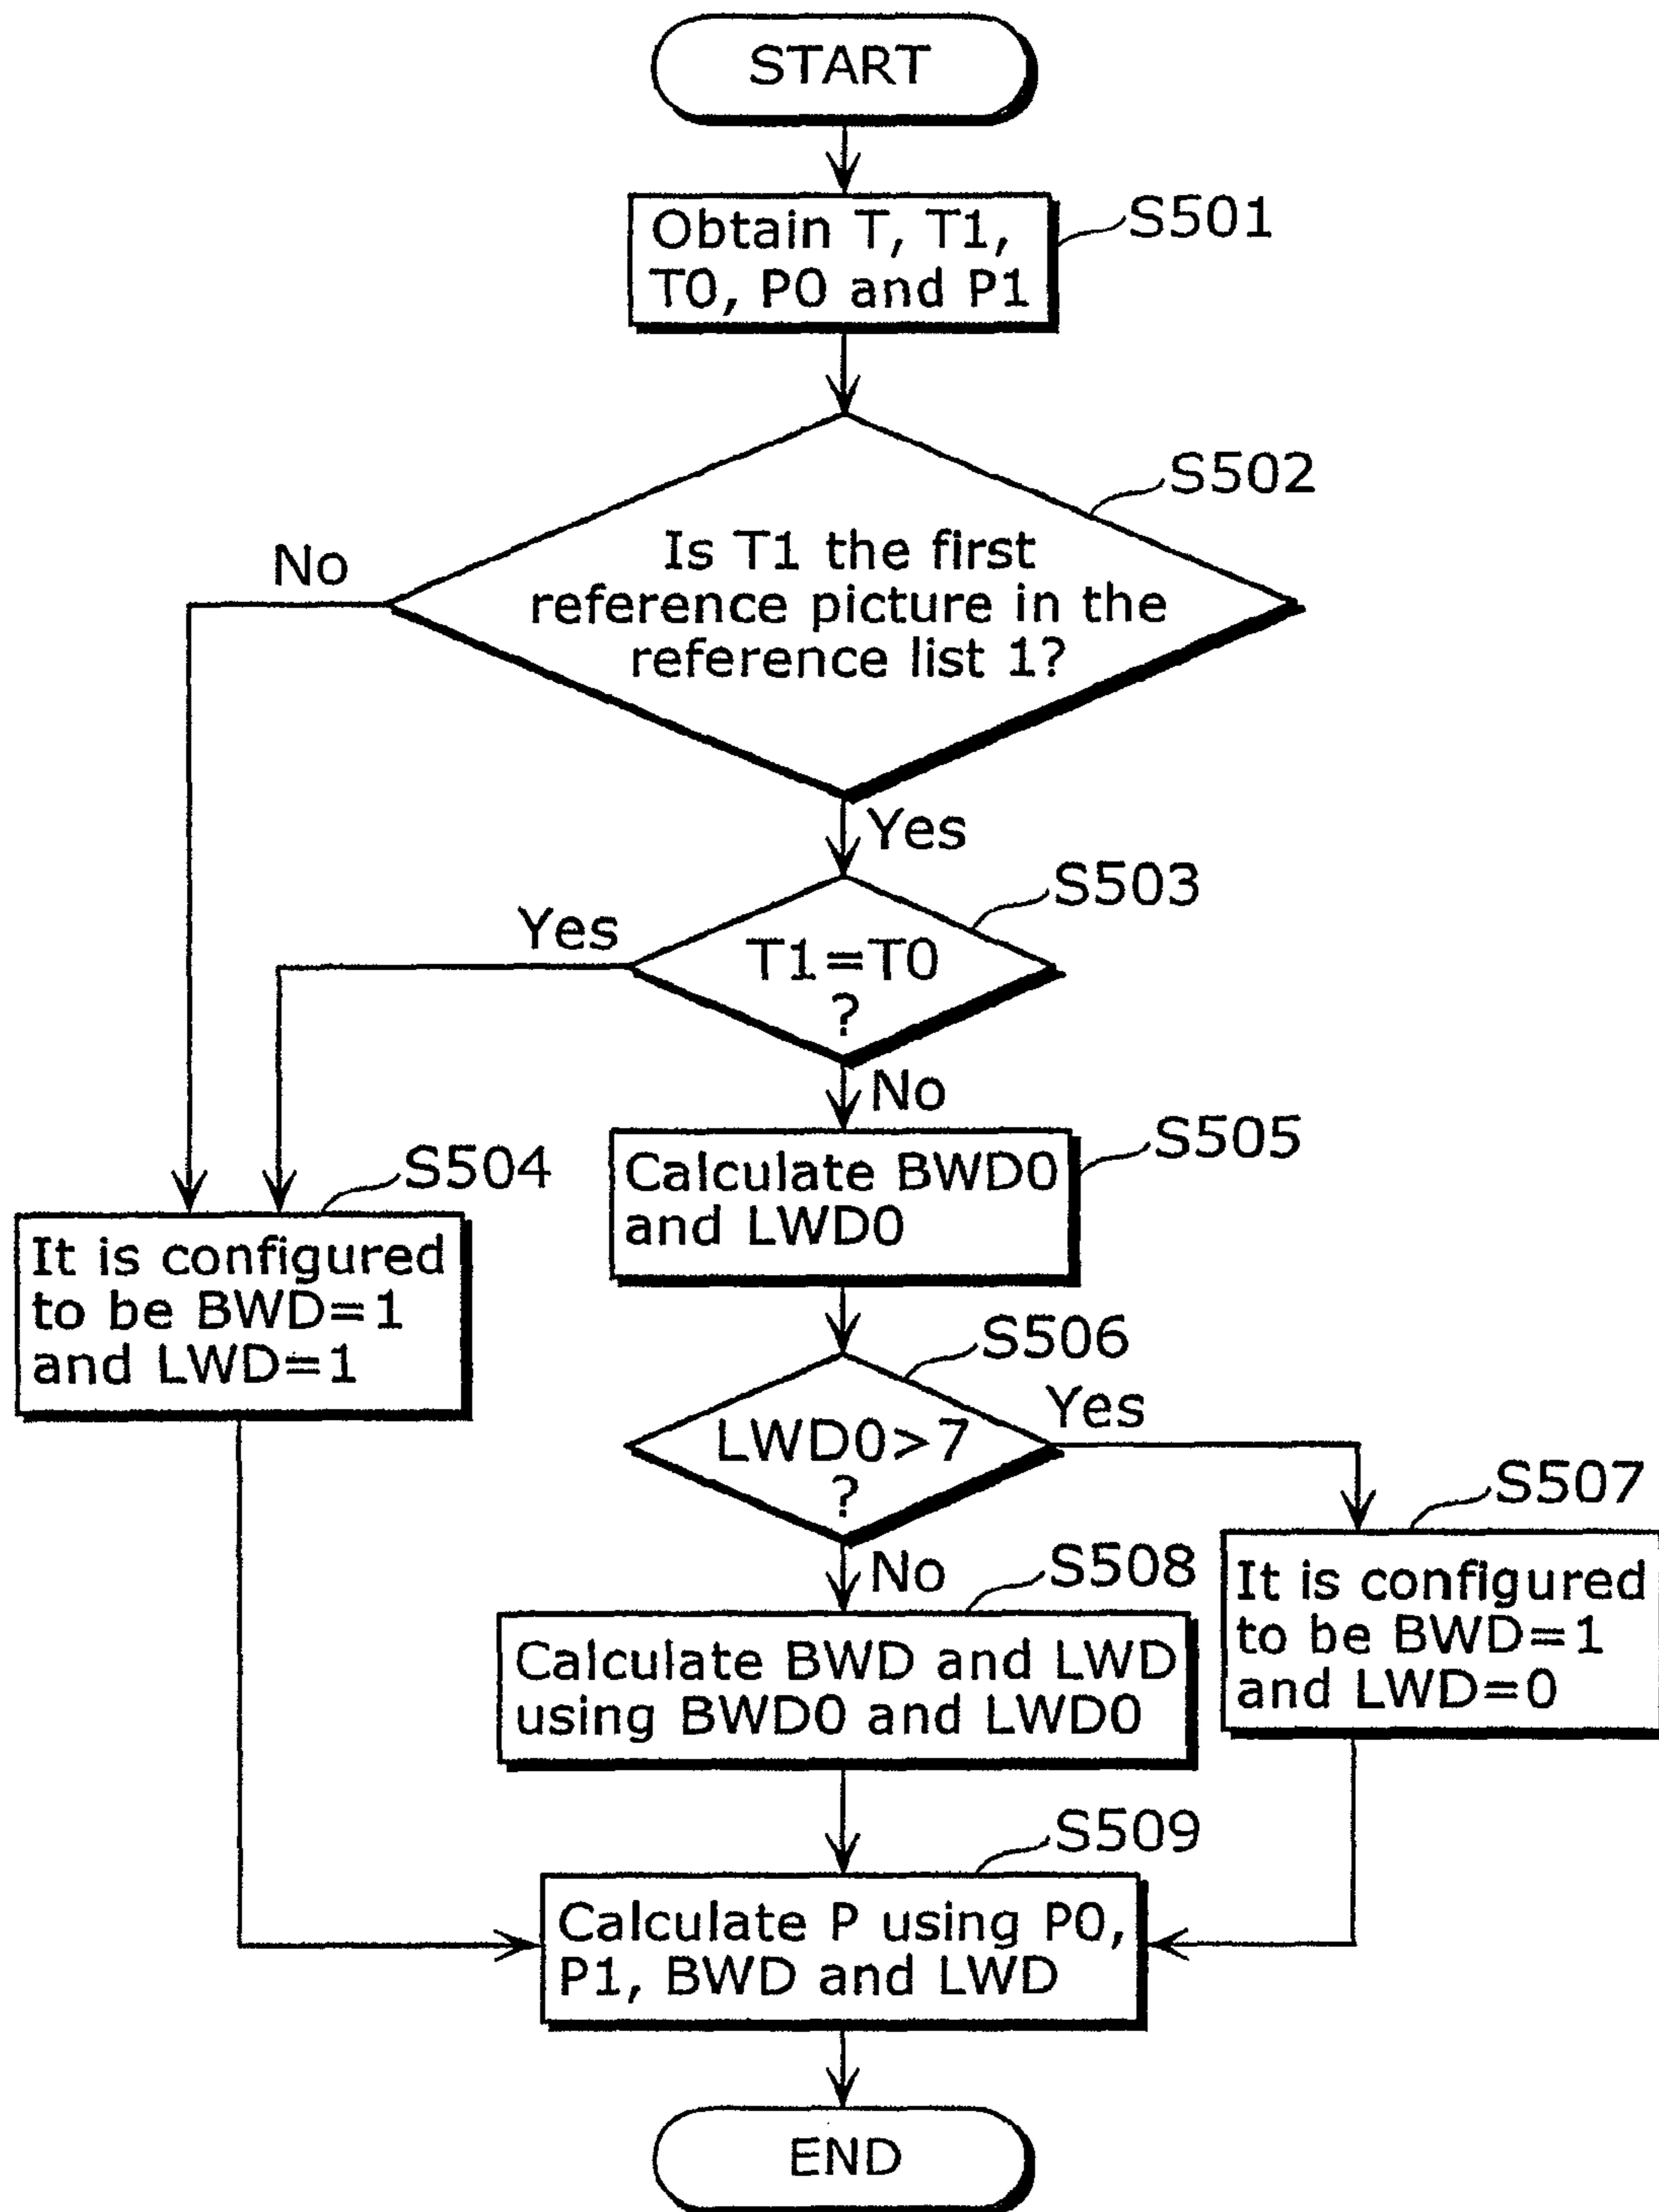 START
Obtain T, T1,
T0, P0 and P1
S501
S502
Is T1 the first
reference picture in the
reference list 1?
No
Yes
S503
T1=T0
?
Yes
No
S504
It is configured
to be BWD=1
and LWD=1
S505
Calculate BWD0
and LWD0
S506
LWD0>7
?
Yes
No
S507
It is configured
to be BWD=1
and LWD=0
S508
Calculate BWD and LWD
using BWD0 and LWD0
S509
Calculate P using P0,
P1, BWD and LWD
END